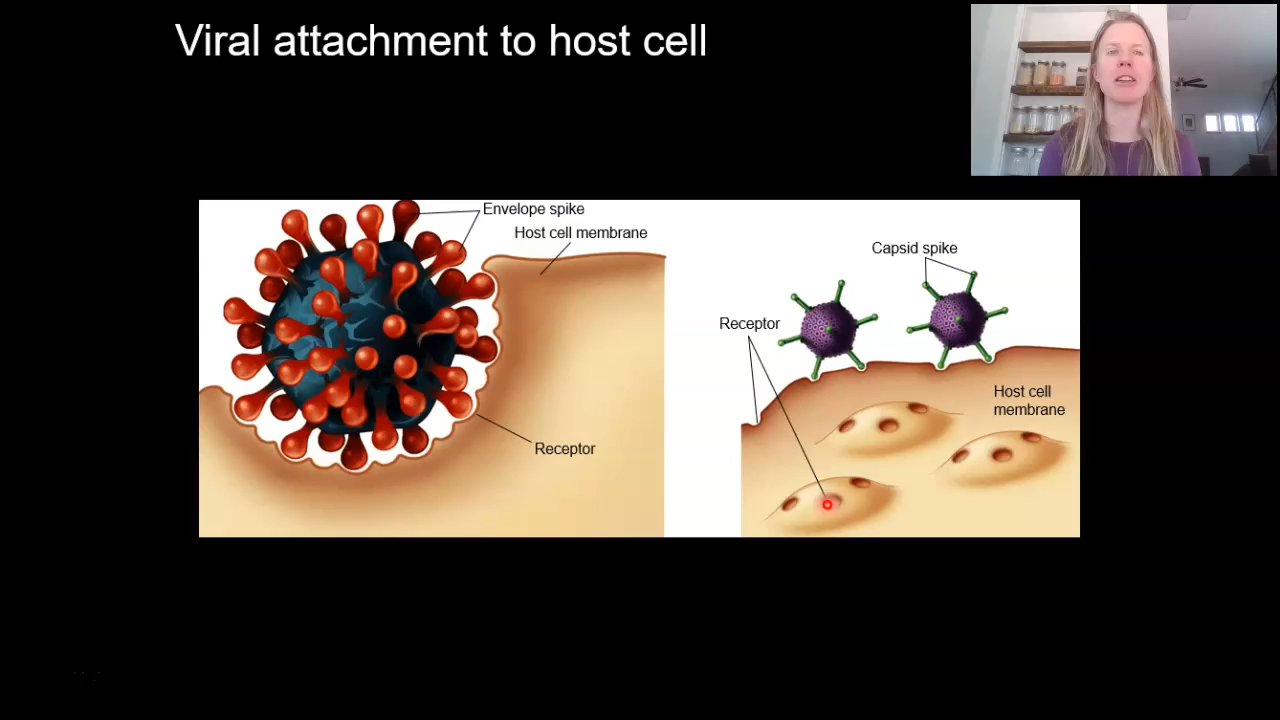 Viral attachment to host cell
Envelope spike
Host cell membrane
Receptor
Capsid spike
Receptor
Host cell
membrane